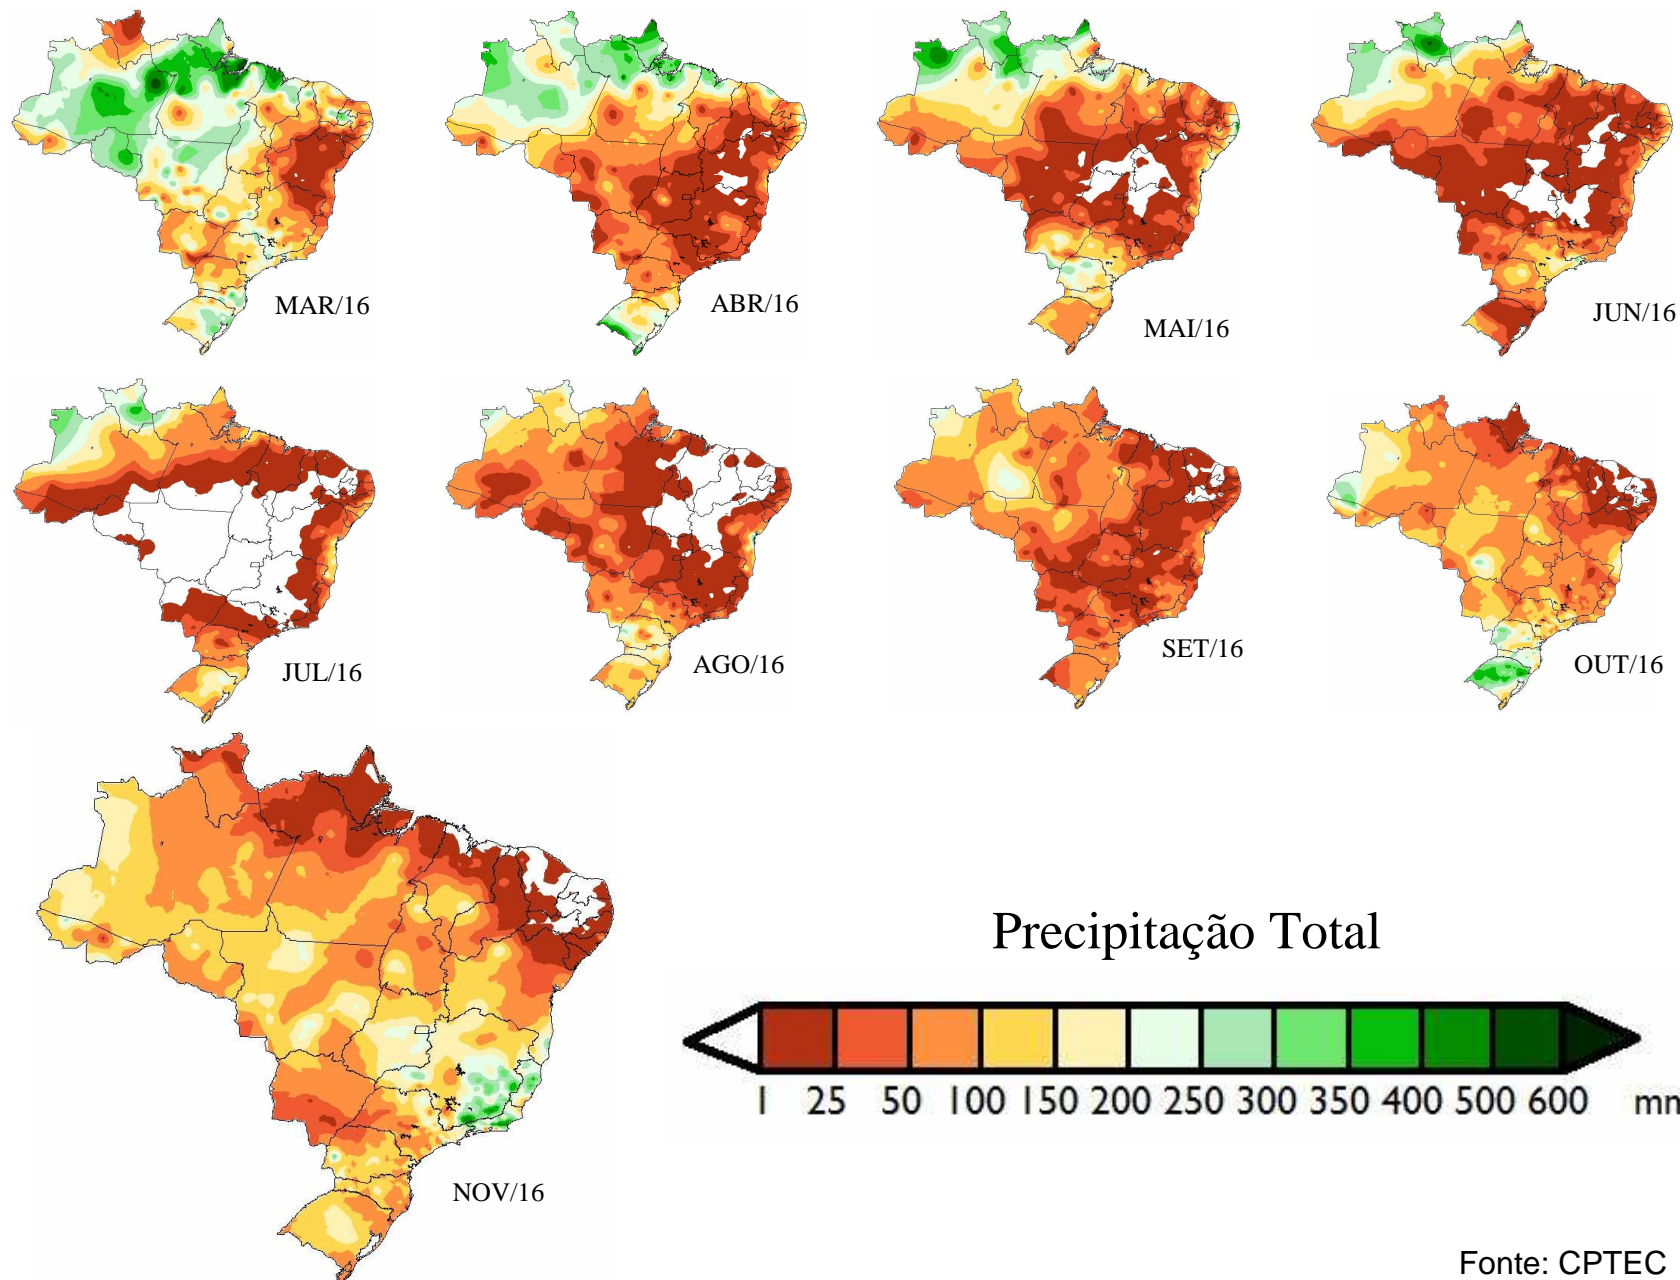 MAR/16
ABR/16
MAI/16
JUN/16
JUL/16
AGO/16
SET/16
OUT/16
NOV/16
Precipitação Total
1 25 50 100 150 200 250 300 350 400 500 600 mm
Fonte: CPTEC